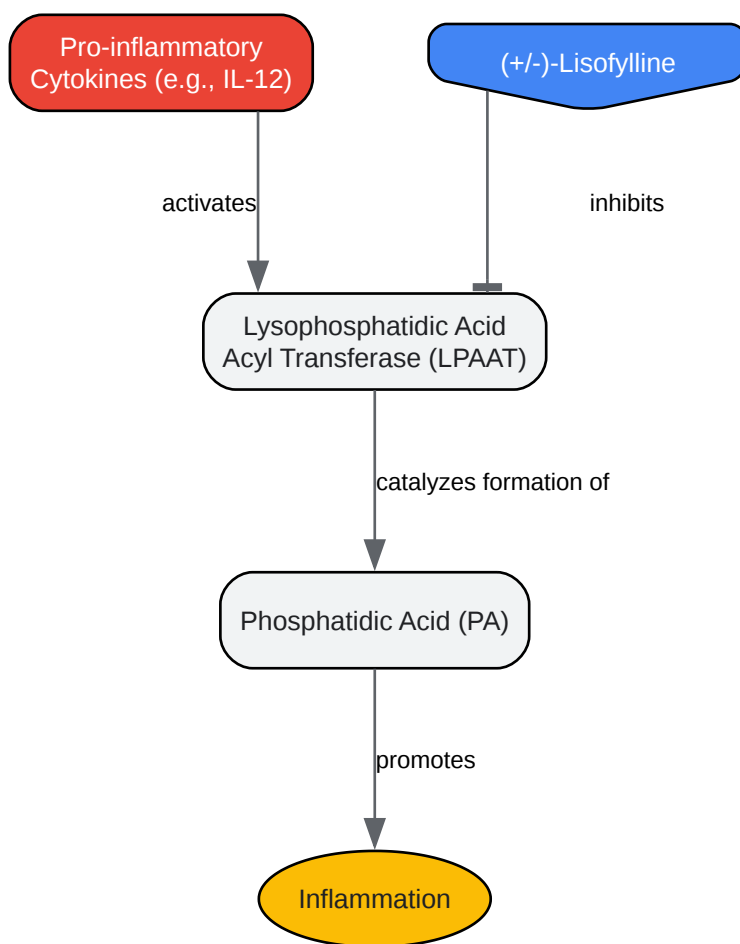 Pro-inflammatory
Cytokines (e.g., IL-12)
(+/-)-Lisofylline
activates
inhibits
Lysophosphatidic Acid
Acyl Transferase (LPAAT)
catalyzes formation of
Phosphatidic Acid (PA)
promotes
Inflammation